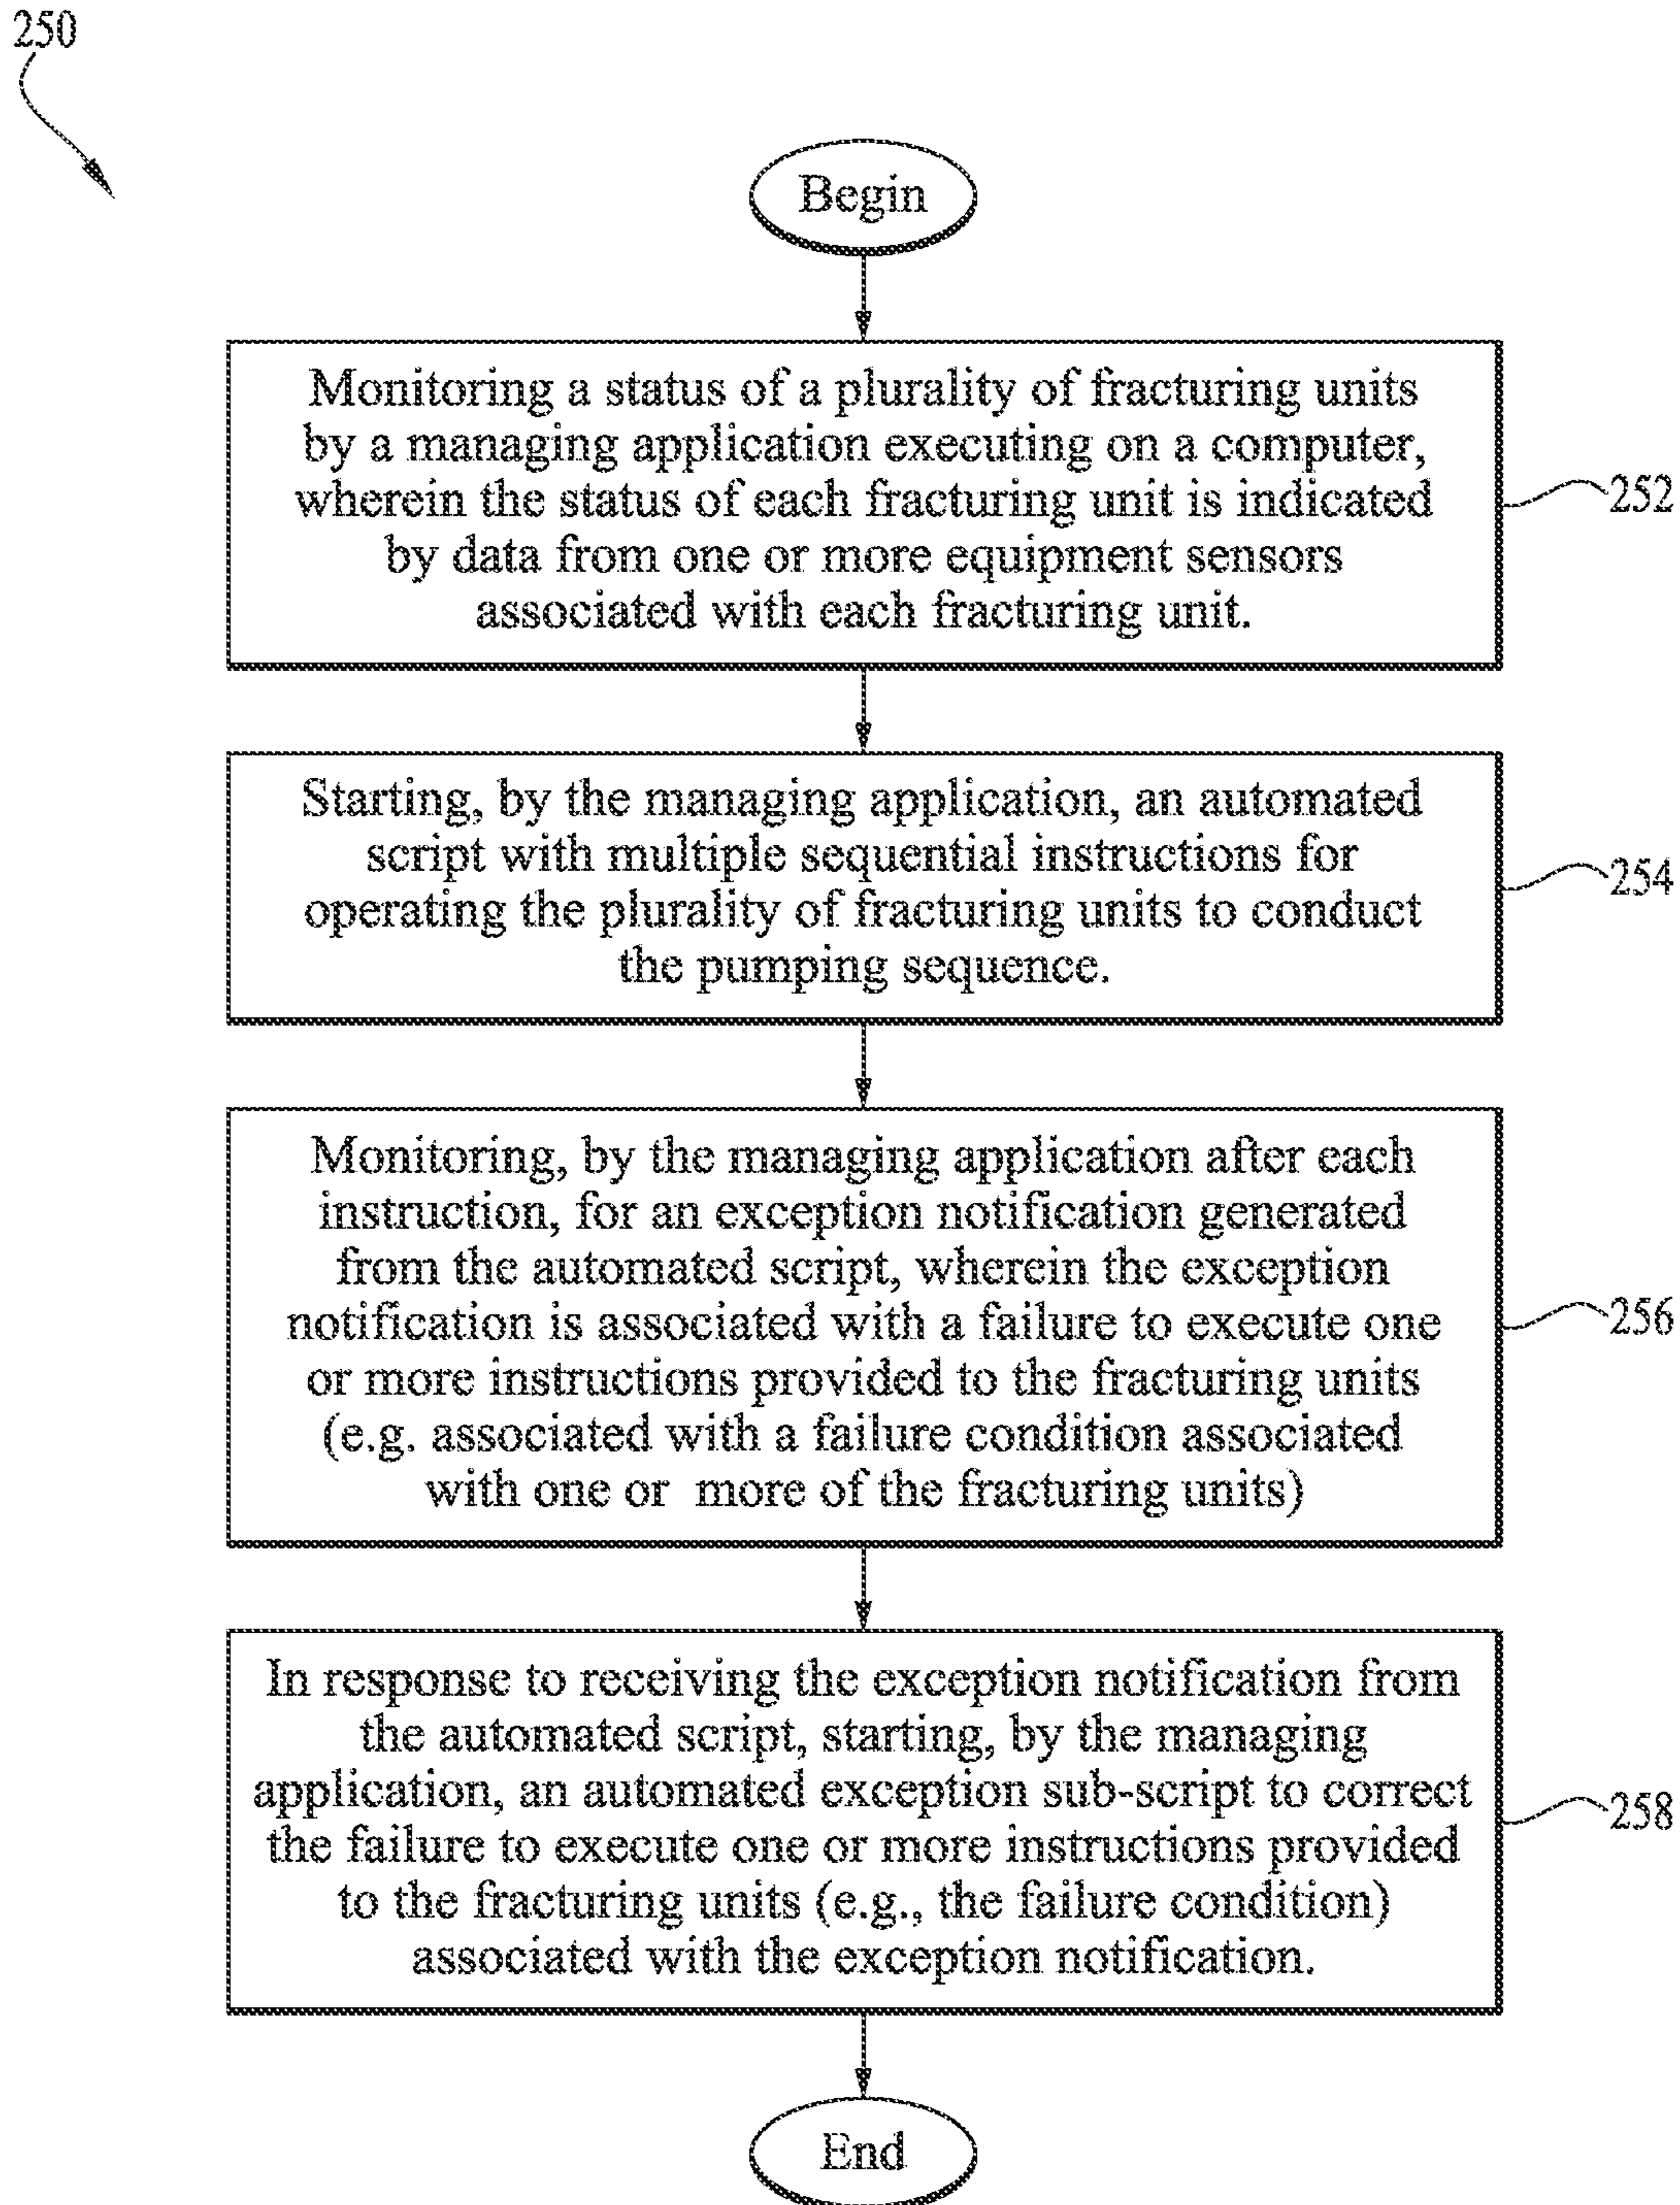 250
Begin
Monitoring a status of a plurality of fracturing units
by a managing application executing on a computer,
wherein the status of each fracturing unit is indicated
by data from one or more equipment sensors
associated with each fracturing unit.
252
Starting, by the managing application, an automated
script with multiple sequential instructions for
operating the plurality of fracturing units to conduct
the pumping sequence.
254
Monitoring, by the managing application after each
instruction, for an exception notification generated
from the automated script, wherein the exception
notification is associated with a failure to execute one
or more instructions provided to the fracturing units
(e.g. associated with a failure condition associated
with one or more of the fracturing units)
256
In response to receiving the exception notification from
the automated script, starting, by the managing
application, an automated exception sub-script to correct
the failure to execute one or more instructions provided
to the fracturing units (e.g., the failure condition)
associated with the exception notification.
258
End